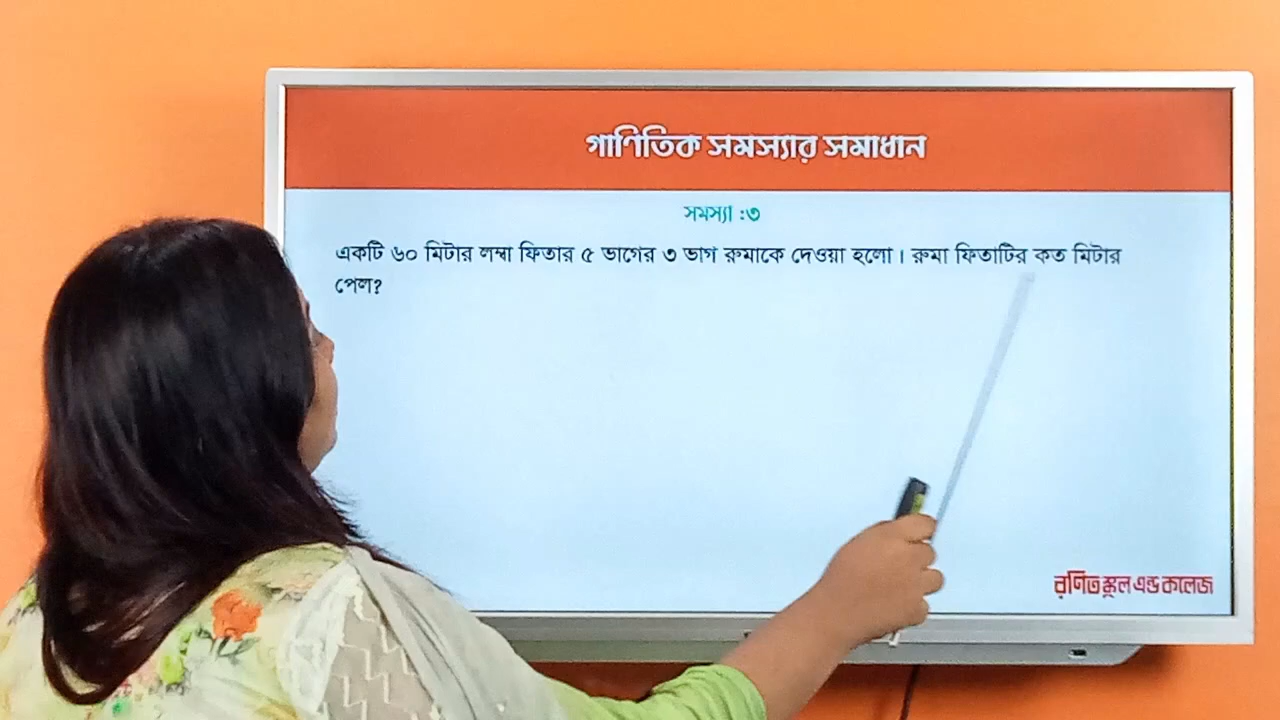 গাণিতিক সমস্যার সমাধান
সমস্যা :৩
একটি ৬০ মিটার লম্বা ফিতার ৫ ভাগের ৩ ভাগ রুমাকে দেওয়া হলো। রুমা ফিতাটির কত মিটার
পেল?
রণিত স্কুল এন্ড কলেজ